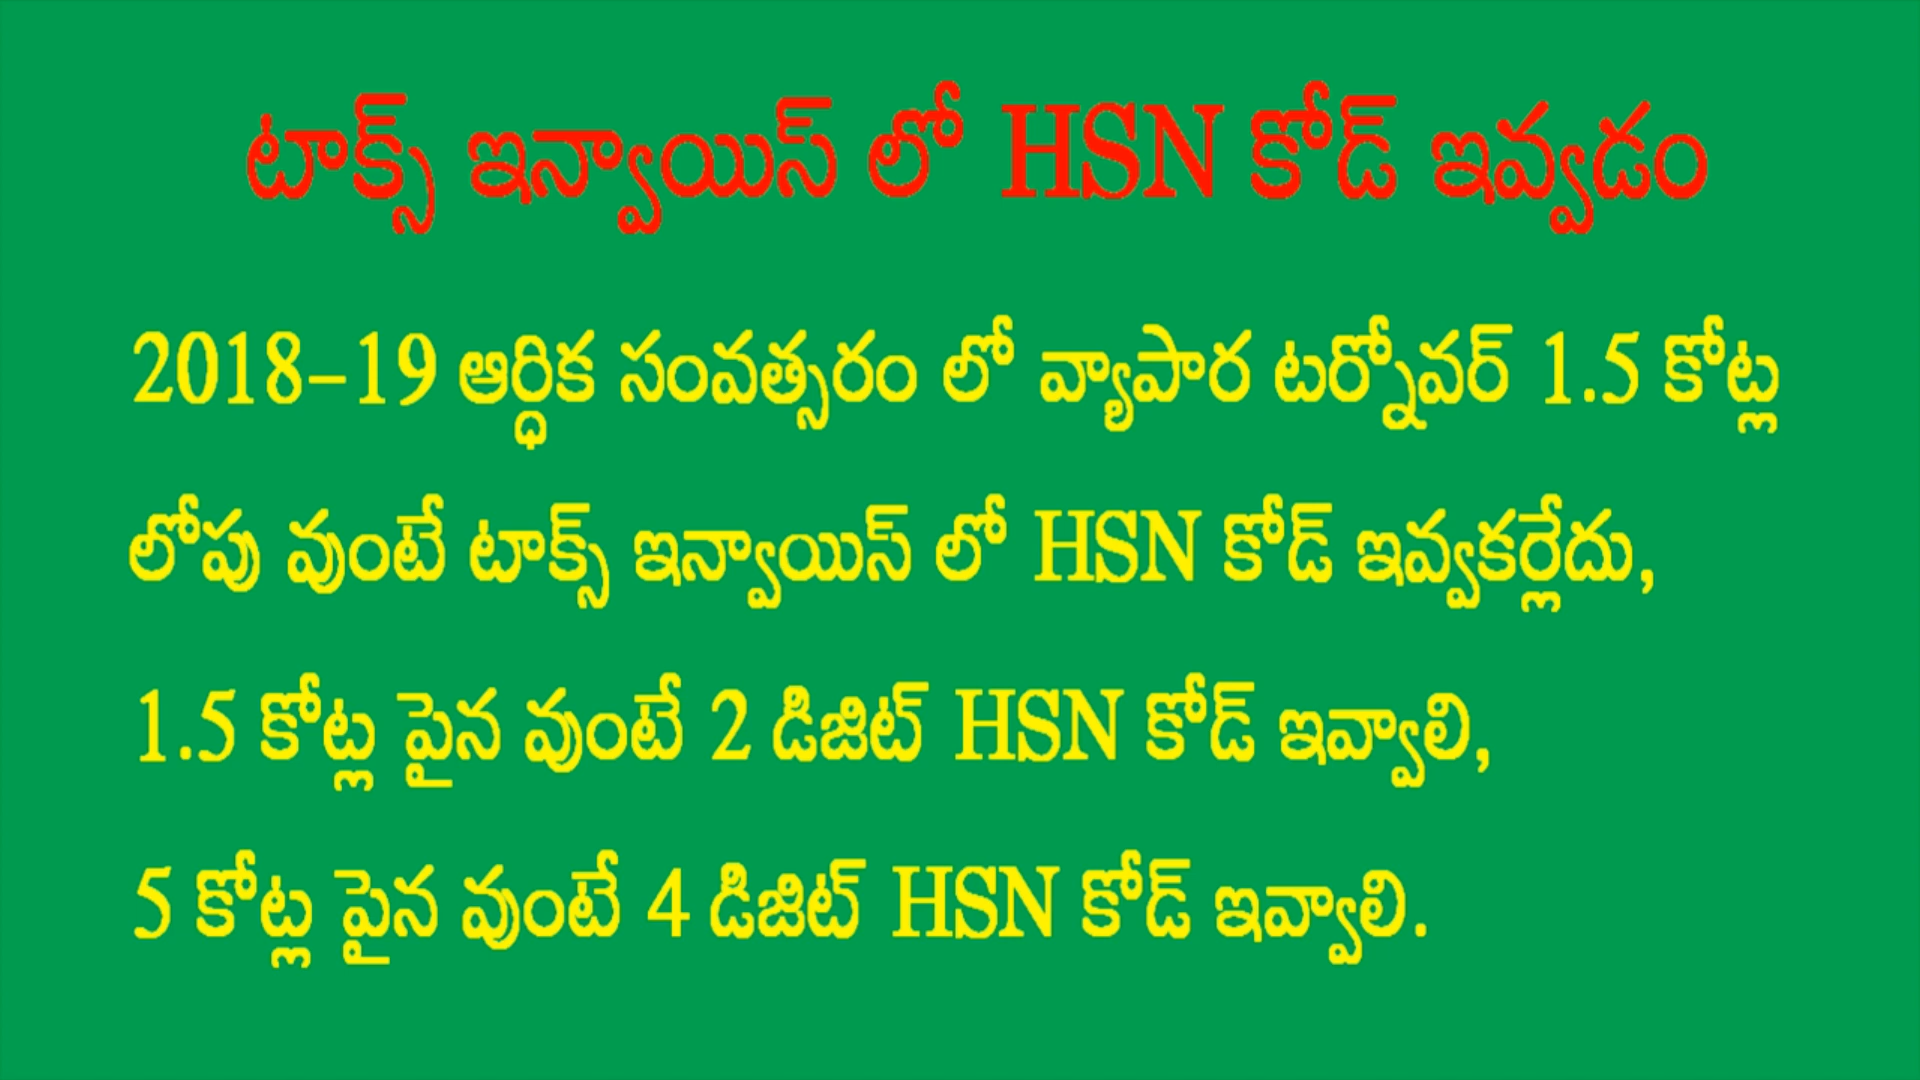 టాక్స్ ఇన్వాయిస్ లో HSN కోడ్ ఇవ్వడం
2018–19 ఆర్ధిక సంవత్సరం లో వ్యాపార టర్నోవర్ 1.5 కోట్ల
లోపు వుంటే టాక్స్ ఇన్వాయిస్ లో HSN కోడ్ ఇవ్వకర్లేదు,
1.5 కోట్ల పైన వుంటే 2 డిజిట్ HSN కోడ్ ఇవ్వాలి,
5 కోట్ల పైన వుంటే 4 డిజిట్ HSN కోడ్ ఇవ్వాలి.